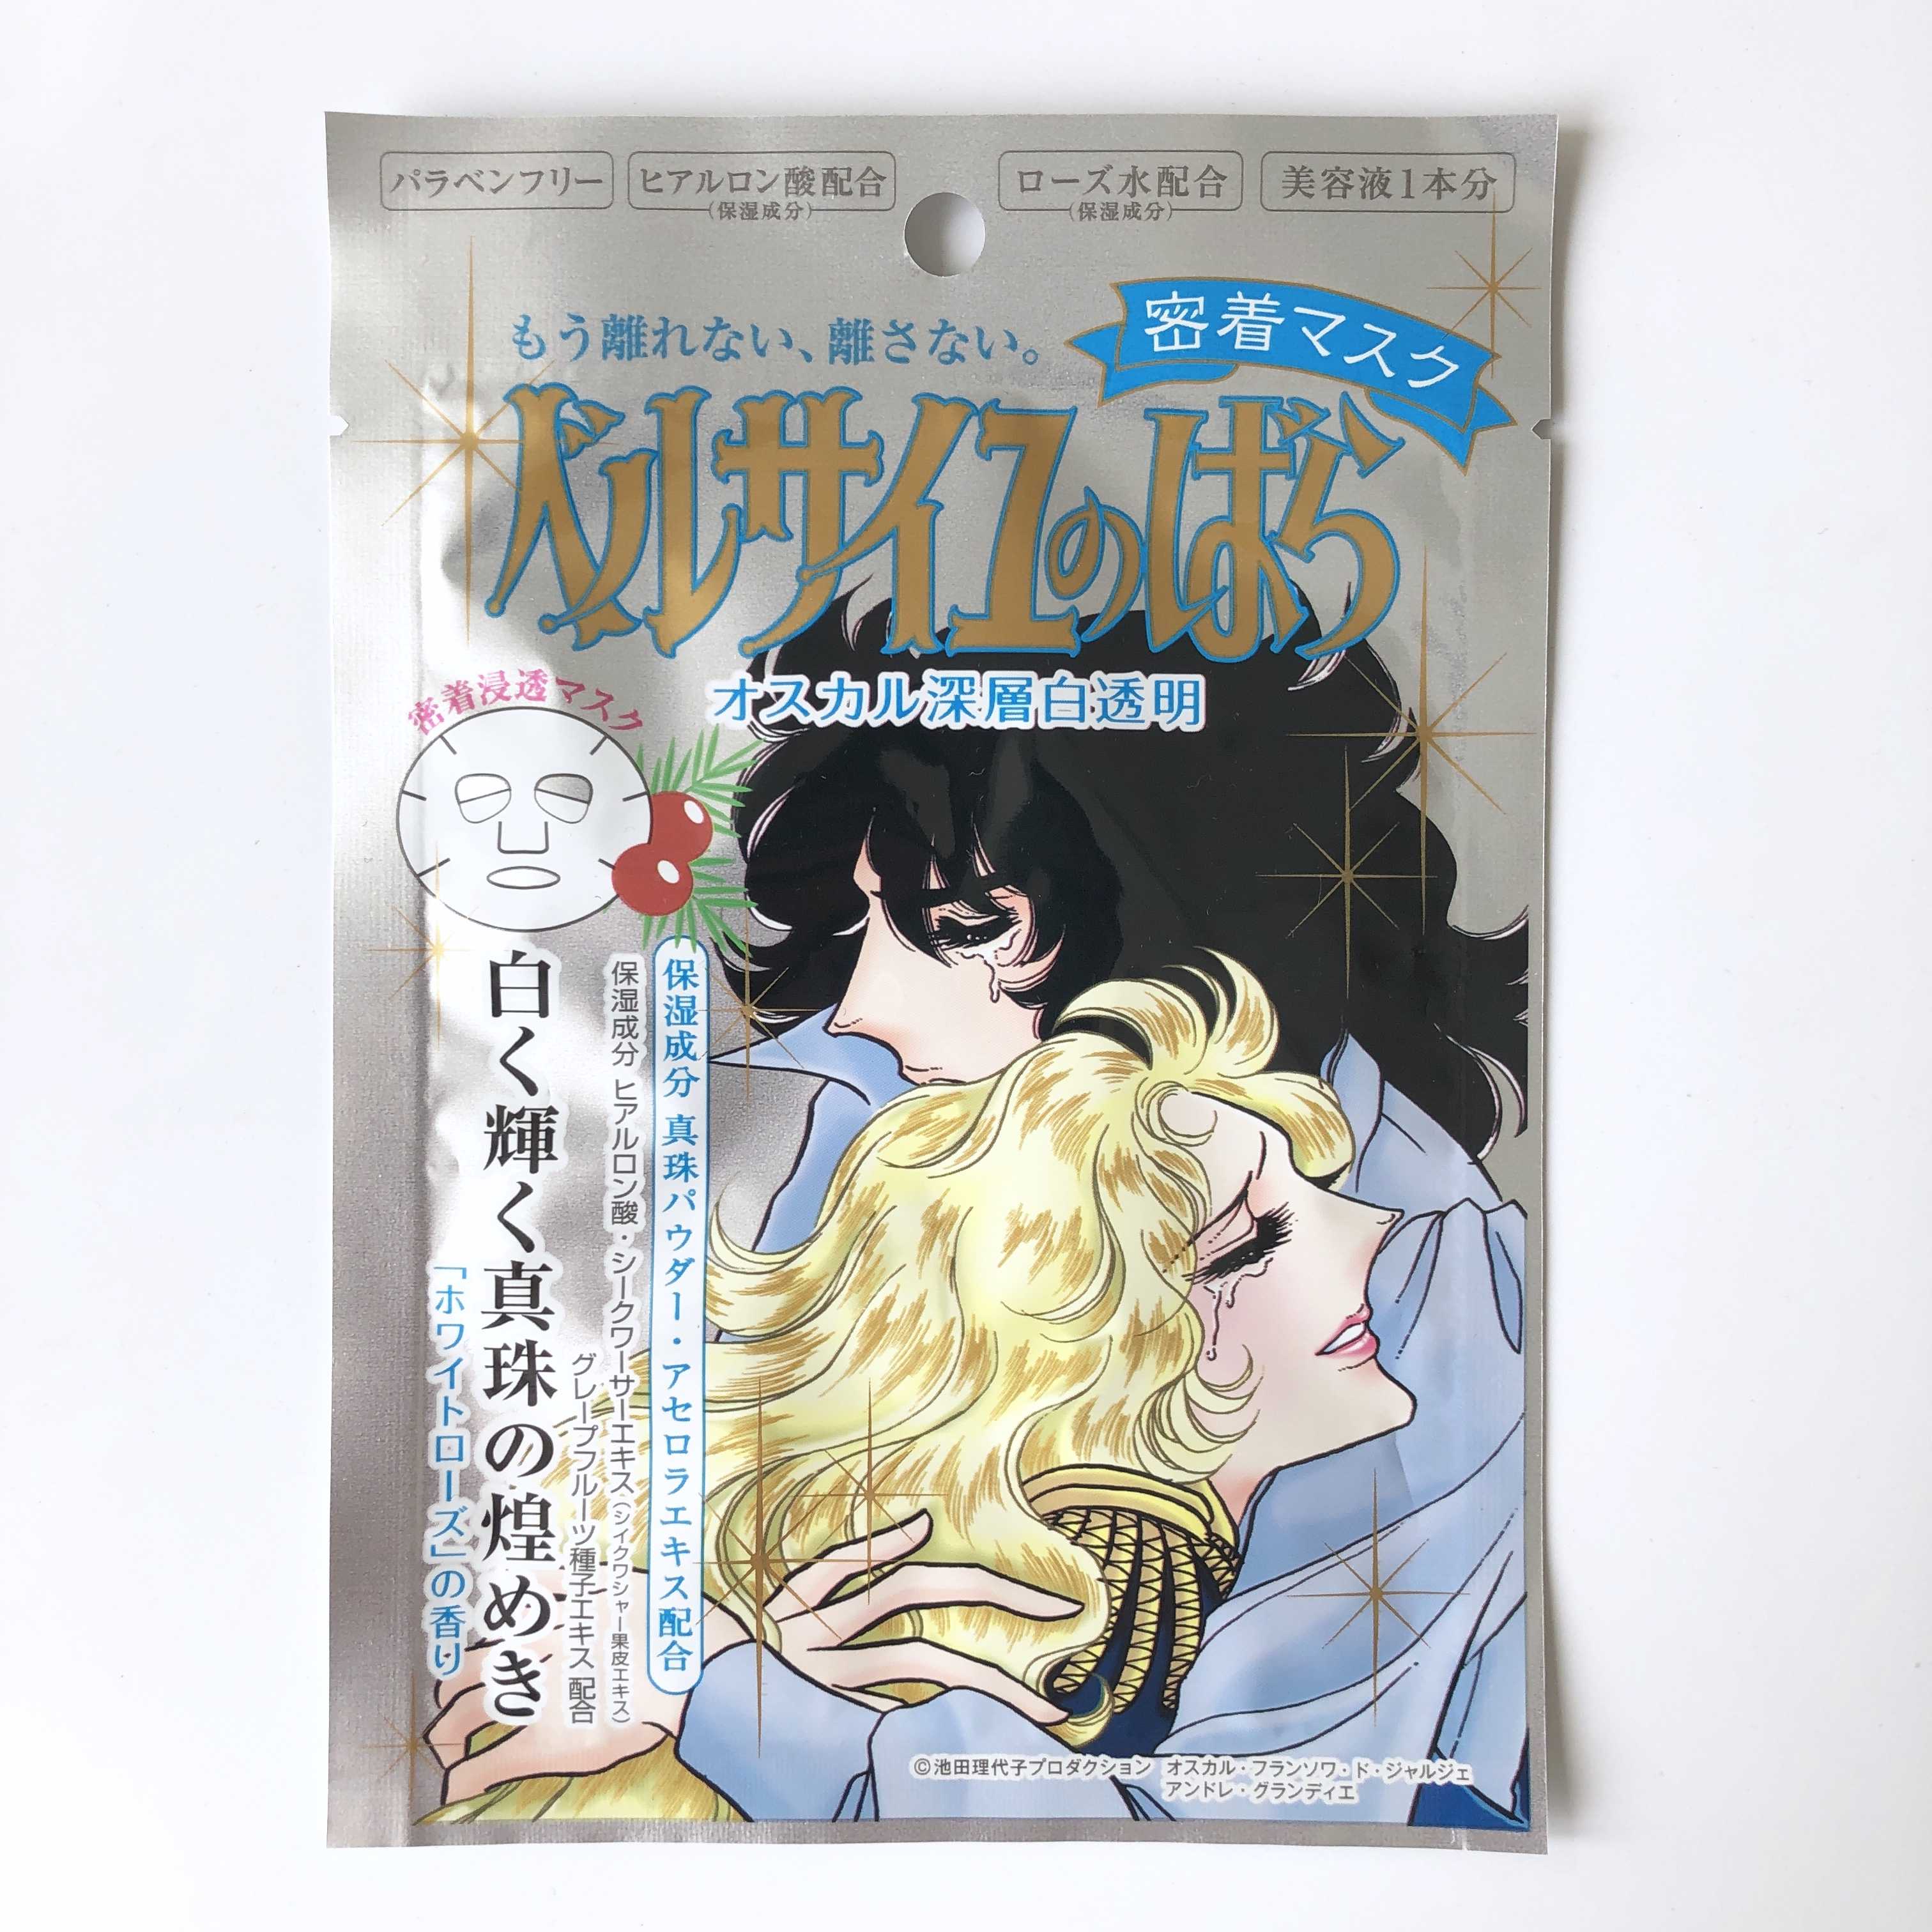 パラベンフリー
ヒアルロン酸配合
(保湿成分)
ローズ水配合
(保湿成分)
美容液1本分
もう離れない、離さない。
密着マスク
ベルサイユのばら
オスカル深層白透明
密着浸透マスク
保湿成分 真珠パウダー・アセロラエキス配合
保湿成分 ヒアルロン酸・シークワーサーエキス(シイクワシャー果皮エキス)
グレープフルーツ種子エキス 配合
白く輝く真珠の煌めき
「ホワイトローズ」の香り
©池田理代子プロダクション オスカル・フランソワ・ド・ジャルジェ
アンドレ・グランディエ